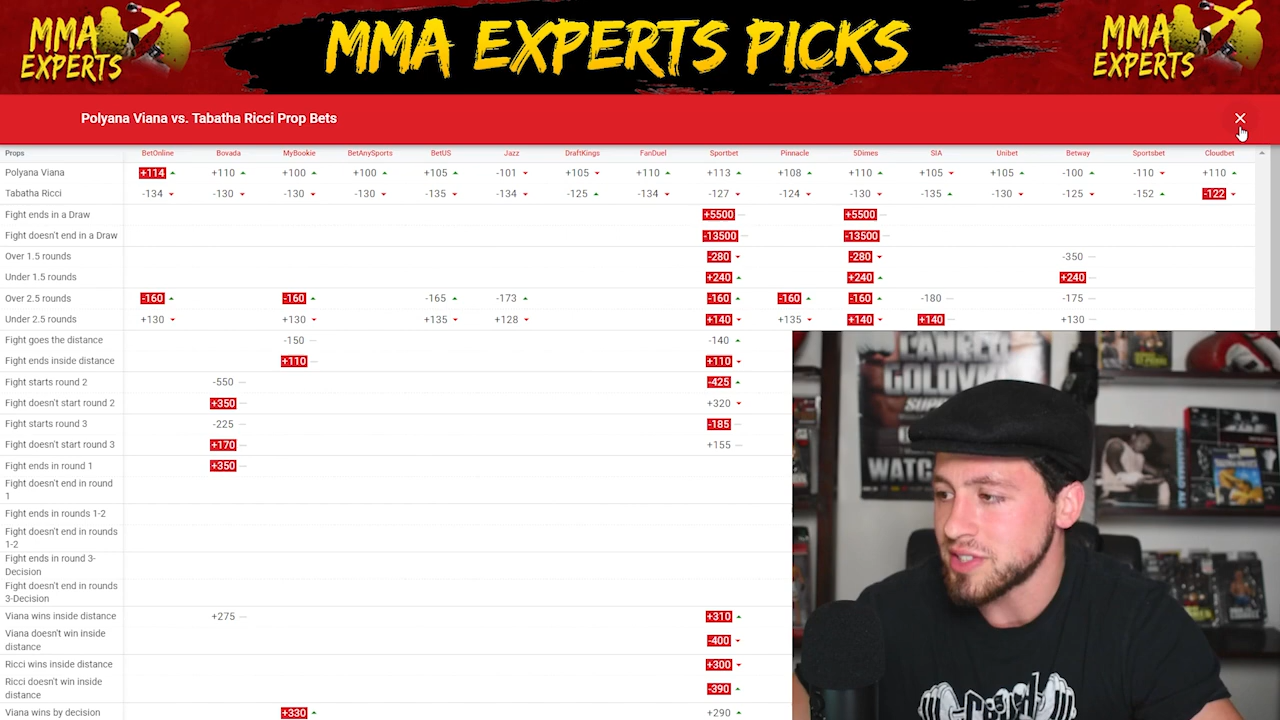 MMA EXPERTS
MMA EXPERTS PICKS
MMA EXPERTS
Polyana Viana vs. Tabatha Ricci Prop Bets
Props BetOnline Bovada MyBookie BetAnySports BetUS Jazz DraftKings FanDuel Sportbet Pinnacle 5Dimes SIA Unibet Betway Sportsbet Cloudbet
Polyana Viana +114 +110 +100 +100 +105 -101 +105 +110 +113 +108 +110 +105 +105 -100 -110 +110
Tabatha Ricci -134 -130 -130 -130 -135 -134 -125 -134 -127 -124 -130 -135 -130 -125 -152 -122
Fight ends in a Draw +5500 +5500
Fight doesn't end in a Draw -13500 -13500
Over 1.5 rounds -280 -280 -350
Under 1.5 rounds +240 +240 +240
Over 2.5 rounds -160 -160 -165 -173 -160 -160 -160 -180 -175
Under 2.5 rounds +130 +130 +135 +128 +140 +135 +140 +140 +130
Fight goes the distance -150 -140
Fight ends inside distance +110 +110
Fight starts round 2 -550 -425
Fight doesn't start round 2 +350 +320
Fight starts round 3 -225 -185
Fight doesn't start round 3 +170 +155
Fight ends in round 1 +350
Fight doesn't end in round
1
Fight ends in rounds 1-2
Fight doesn't end in rounds
1-2
Fight ends in round 3-
Decision
Fight doesn't end in rounds
3-Decision
Viana wins inside distance +275 +310
Viana doesn't win inside
distance -400
Ricci wins inside distance +300
Ricci doesn't win inside
distance -390
Viana wins by decision +330 +290
CANELO
GOLOVKIN
WATC